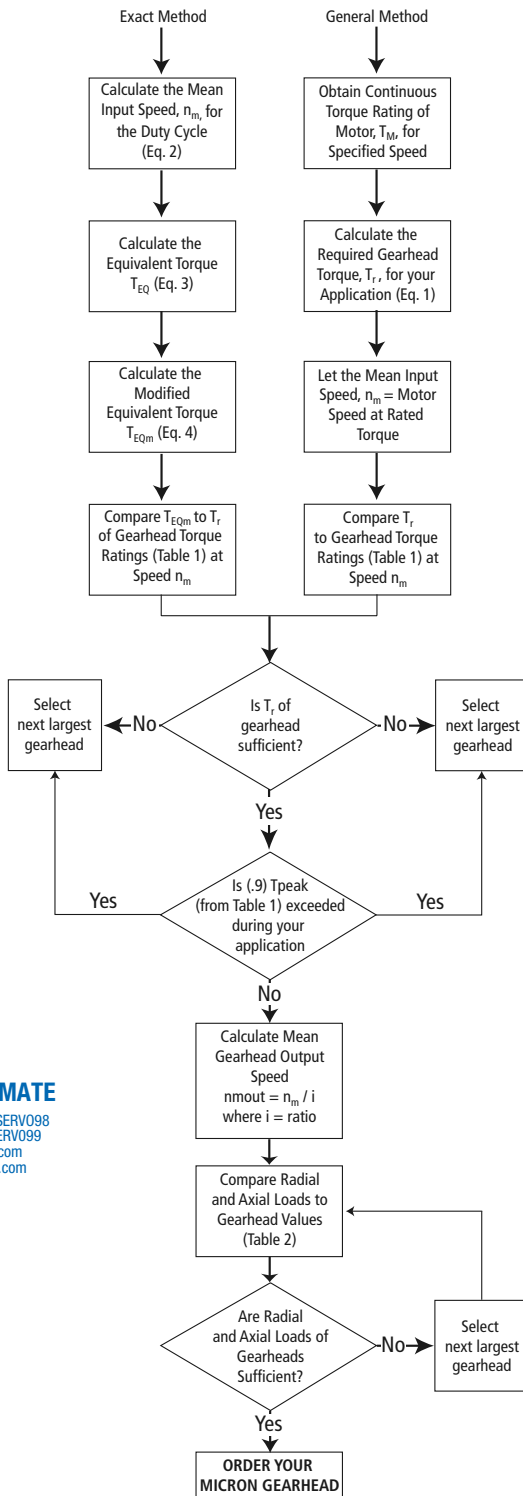 Exact Method
General Method
Calculate the Mean
Input Speed, nm, for
the Duty Cycle
(Eq. 2)
Obtain Continuous
Torque Rating of
Motor, TM, for
Specified Speed
Calculate the
Equivalent Torque
TEQ (Eq. 3)
Calculate the
Required Gearhead
Torque, Tr, for your
Application (Eq. 1)
Calculate the
Modified
Equivalent Torque
TEQm (Eq. 4)
Let the Mean Input
Speed, nm = Motor
Speed at Rated
Torque
Compare TEQm to Tr
of Gearhead Torque
Ratings (Table 1) at
Speed nm
Compare Tr
to Gearhead Torque
Ratings (Table 1) at
Speed nm
Select
next largest
gearhead
No
Is Tr of
gearhead
sufficient?
No
Select
next largest
gearhead
Yes
Yes
Is (.9) Tpeak
(from Table 1) exceeded
during your
application
Yes
No
Calculate Mean
Gearhead Output
Speed
nmout = nm / i
where i = ratio
MATE
SERVO98
ERVO99
com
.com
Compare Radial
and Axial Loads to
Gearhead Values
(Table 2)
Are Radial
and Axial Loads of
Gearheads
Sufficient?
No
Select
next largest
gearhead
Yes
ORDER YOUR
MICRON GEARHEAD